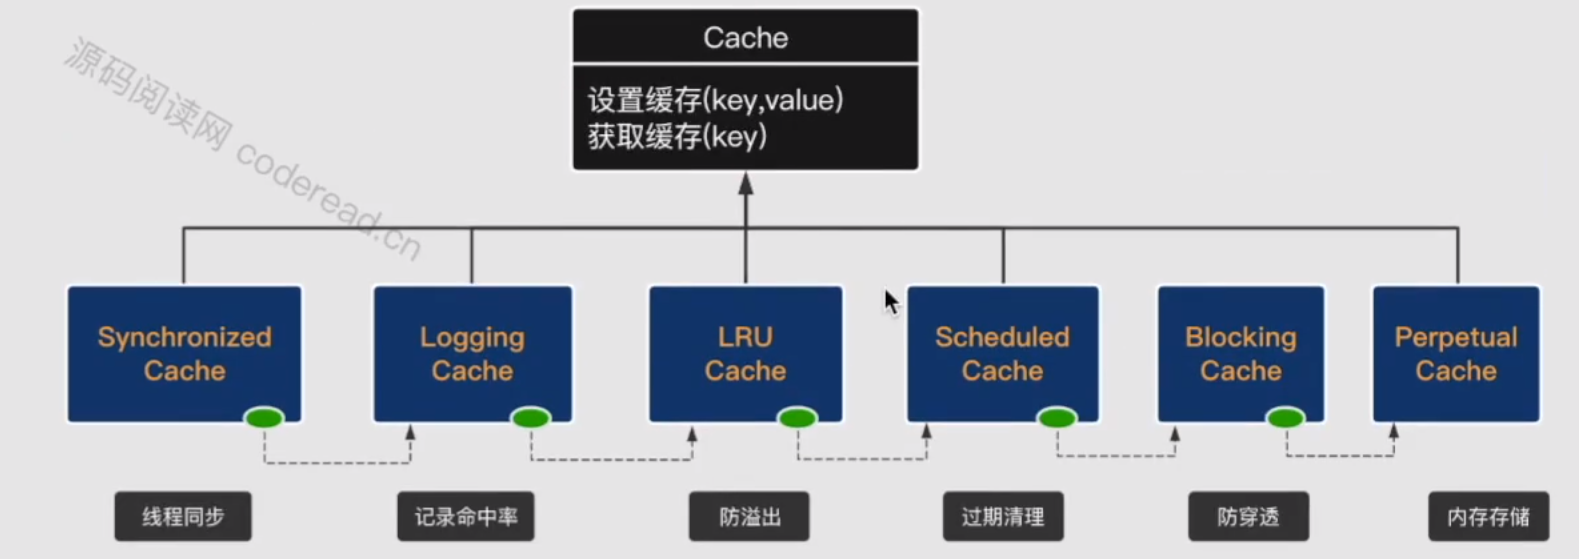 Cache
设置缓存(key,value)
获取缓存(key)
源码阅读网 coderead.cn
Synchronized
Cache
Logging
Cache
LRU
Cache
Scheduled
Cache
Blocking
Cache
Perpetual
Cache
线程同步
记录命中率
防溢出
过期清理
防穿透
内存存储